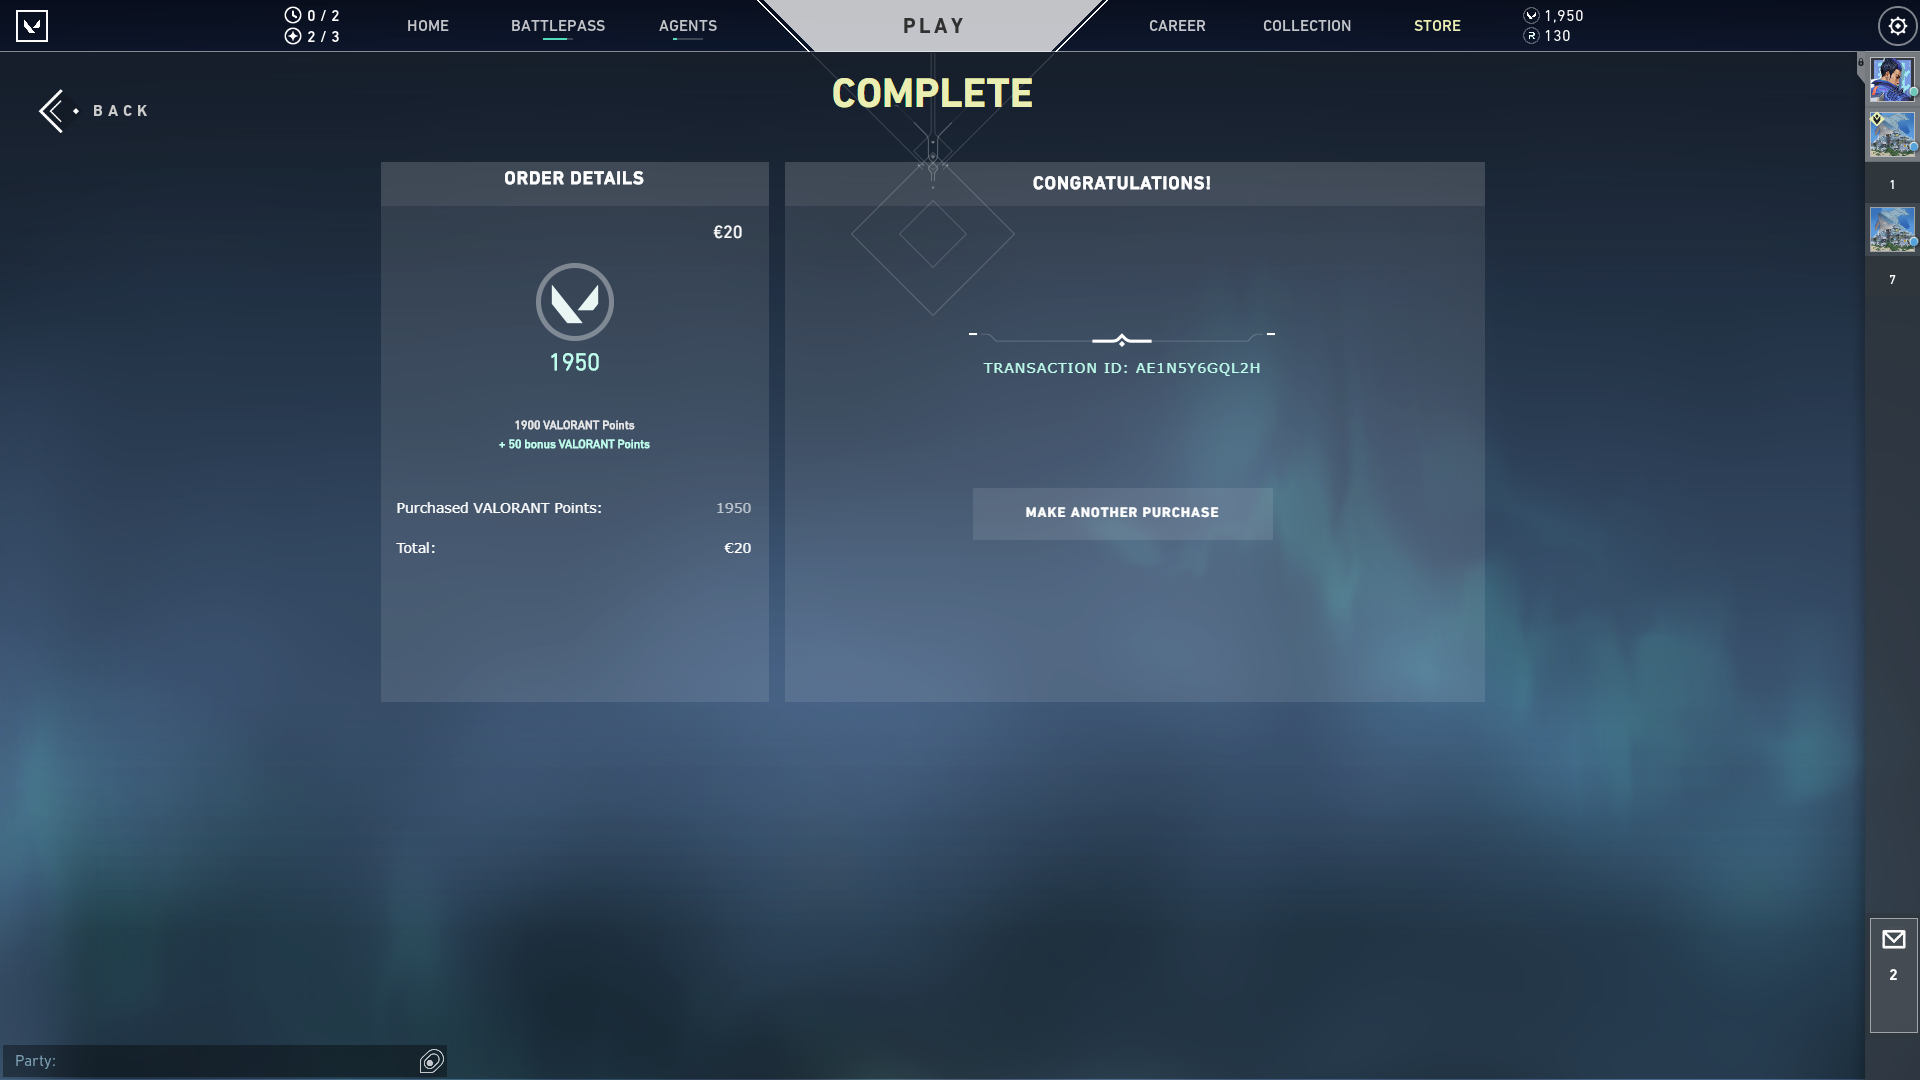 0 / 2
2 / 3
HOME
BATTLEPASS
AGENTS
PLAY
CAREER
COLLECTION
STORE
1,950
R 130
BACK
COMPLETE
ORDER DETAILS
€20
1950
1900 VALORANT Points
+ 50 bonus VALORANT Points
Purchased VALORANT Points: 1950
Total: €20
CONGRATULATIONS!
TRANSACTION ID: AE1N5Y6GQL2H
MAKE ANOTHER PURCHASE
1
7
2
Party: